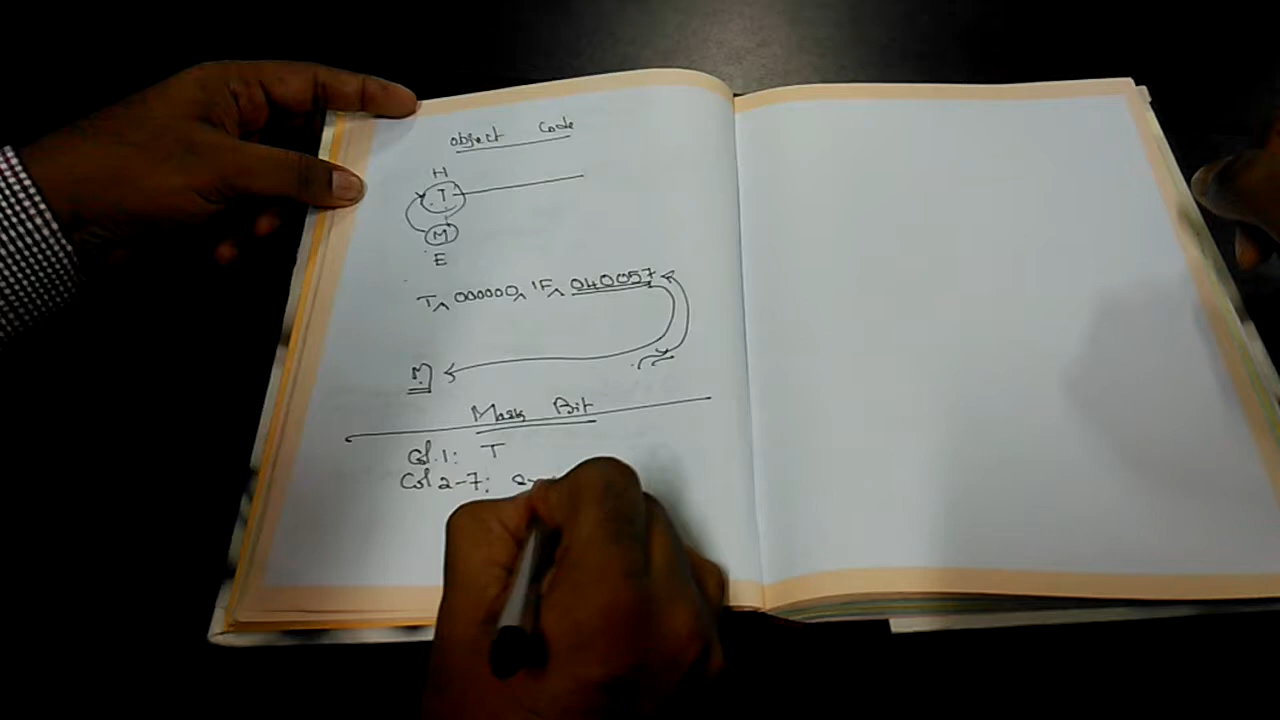 Object Code
H
T
M
E
T^ 000000^ 1F^ 040057
M
Mask Bit
Col.1: T
Col 2-7: